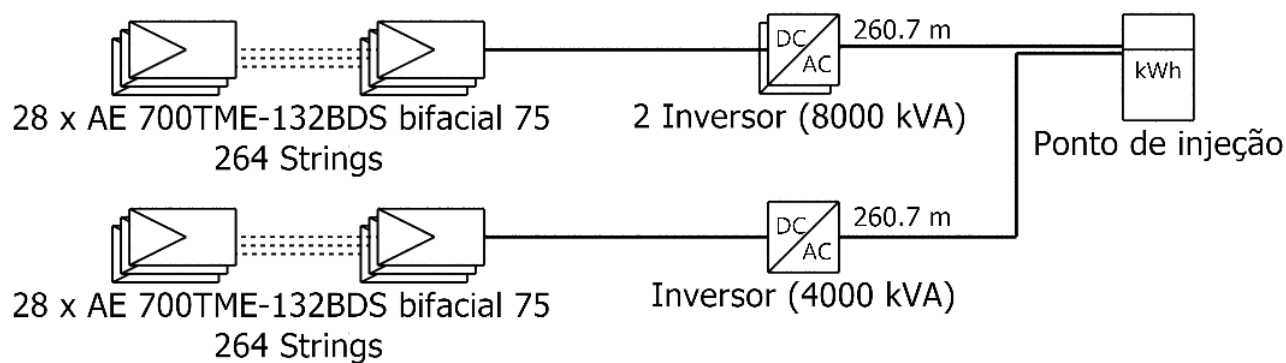 DC
AC
260.7 m
kWh
28 x AE 700TME-132BDS bifacial 75
264 Strings
2 Inversor (8000 kVA)
Ponto de injeção
DC
AC
260.7 m
28 x AE 700TME-132BDS bifacial 75
264 Strings
Inversor (4000 kVA)